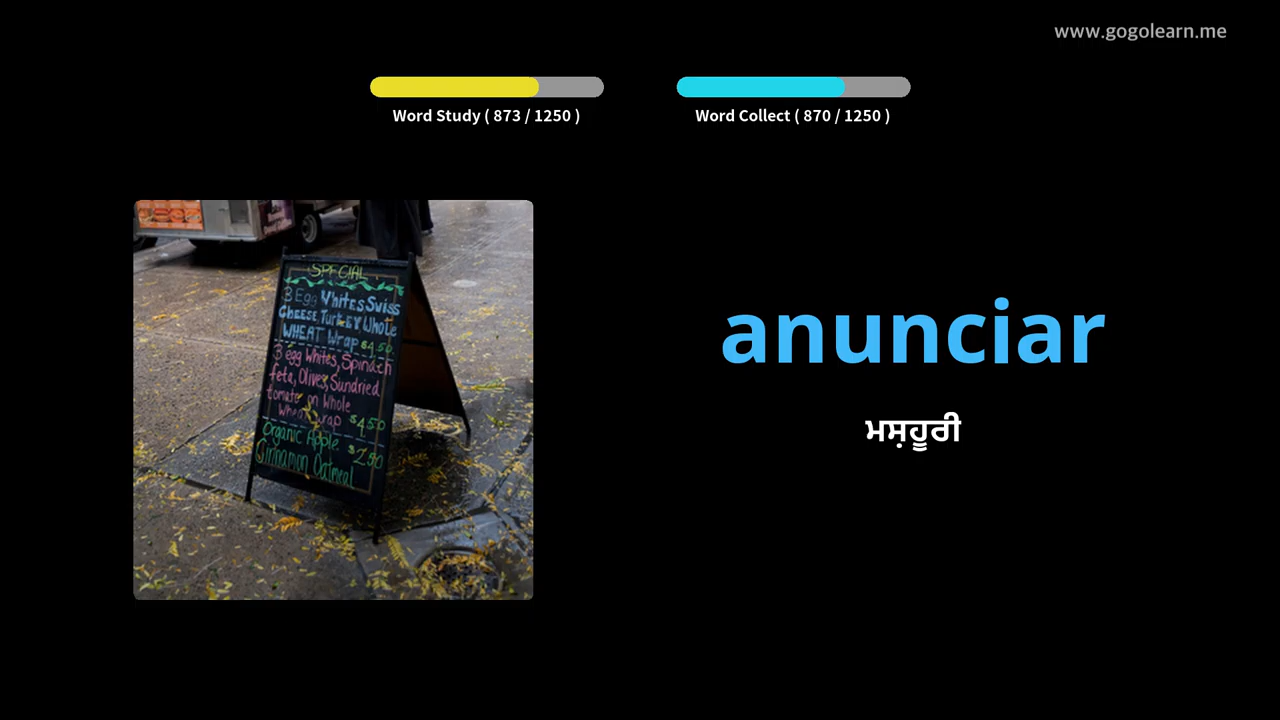 www.gogolearn.me
Word Study ( 873 / 1250 )
Word Collect ( 870 / 1250 )
SPECIAL
3 Egg Whites, Swiss
Cheese, Turkey Whole
WHEAT Wrap $4.50
3 egg Whites, Spinach
feta, Olives, Sundried
tomato on Whole
Wheat Wrap $4.50
Organic Apple
Cinnamon Oatmeal $2.50
anunciar
ਮਸ਼ਹੂਰੀ